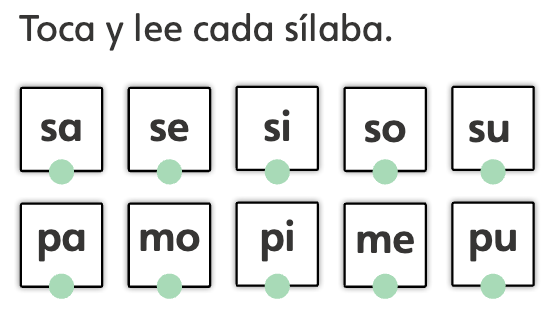 Toca y lee cada sílaba.
sa se si so su
pa mo pi me pu